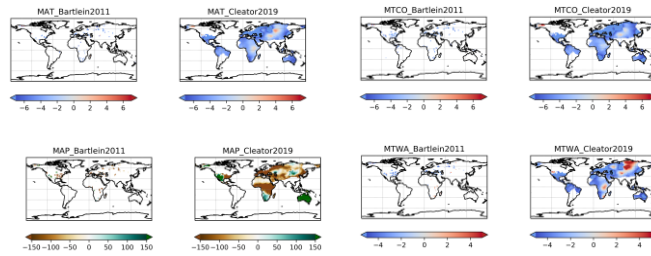 MAT_Bartlein2011 MAT_Cleator2019 MTCO_Bartlein2011 MTCO_Cleator2019
−6 −4 −2 0 2 4 6 −6 −4 −2 0 2 4 6 −6 −4 −2 0 2 4 6 −6 −4 −2 0 2 4 6
MAP_Bartlein2011 MAP_Cleator2019 MTWA_Bartlein2011 MTWA_Cleator2019
−150 −100 −50 0 50 100 150 −150 −100 −50 0 50 100 150 −4 −2 0 2 4 −4 −2 0 2 4